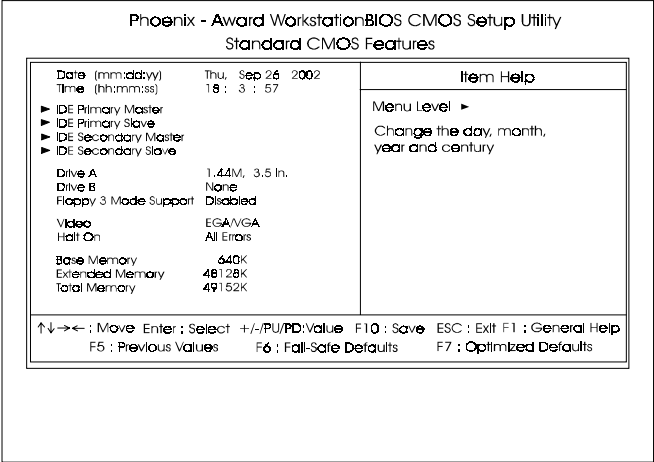 Phoenix - Award WorkstationBIOS CMOS Setup Utility
Standard CMOS Features
Date (mm:dd:yy) Thu, Sep 26 2002
Time (hh:mm:ss) 18 : 3 : 57
► IDE Primary Master
► IDE Primary Slave
► IDE Secondary Master
► IDE Secondary Slave
Drive A 1.44M, 3.5 in.
Drive B None
Floppy 3 Mode Support Disabled
Video EGA/VGA
Halt On All Errors
Base Memory 640K
Extended Memory 48128K
Total Memory 49152K
Item Help
Menu Level ►
Change the day, month,
year and century
↑↓→← : Move Enter : Select +/-/PU/PD:Value F10 : Save ESC : Exit F1 : General Help
F5 : Previous Values F6 : Fail-Safe Defaults F7 : Optimized Defaults